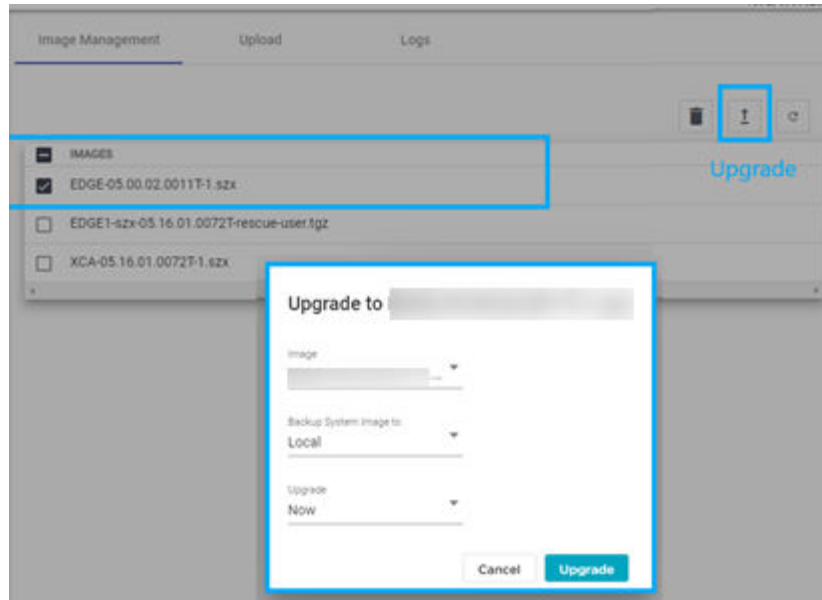 Image Management Upload Logs
Upgrade
IMAGES
EDGE-05.00.02.0011T-1.szx
EDGE1-szx-05.16.01.0072T-rescue-user.tgz
XCA-05.16.01.0072T-1.szx
Upgrade to
Image
...
Backup System Image to
Local
Upgrade
Now
Cancel Upgrade